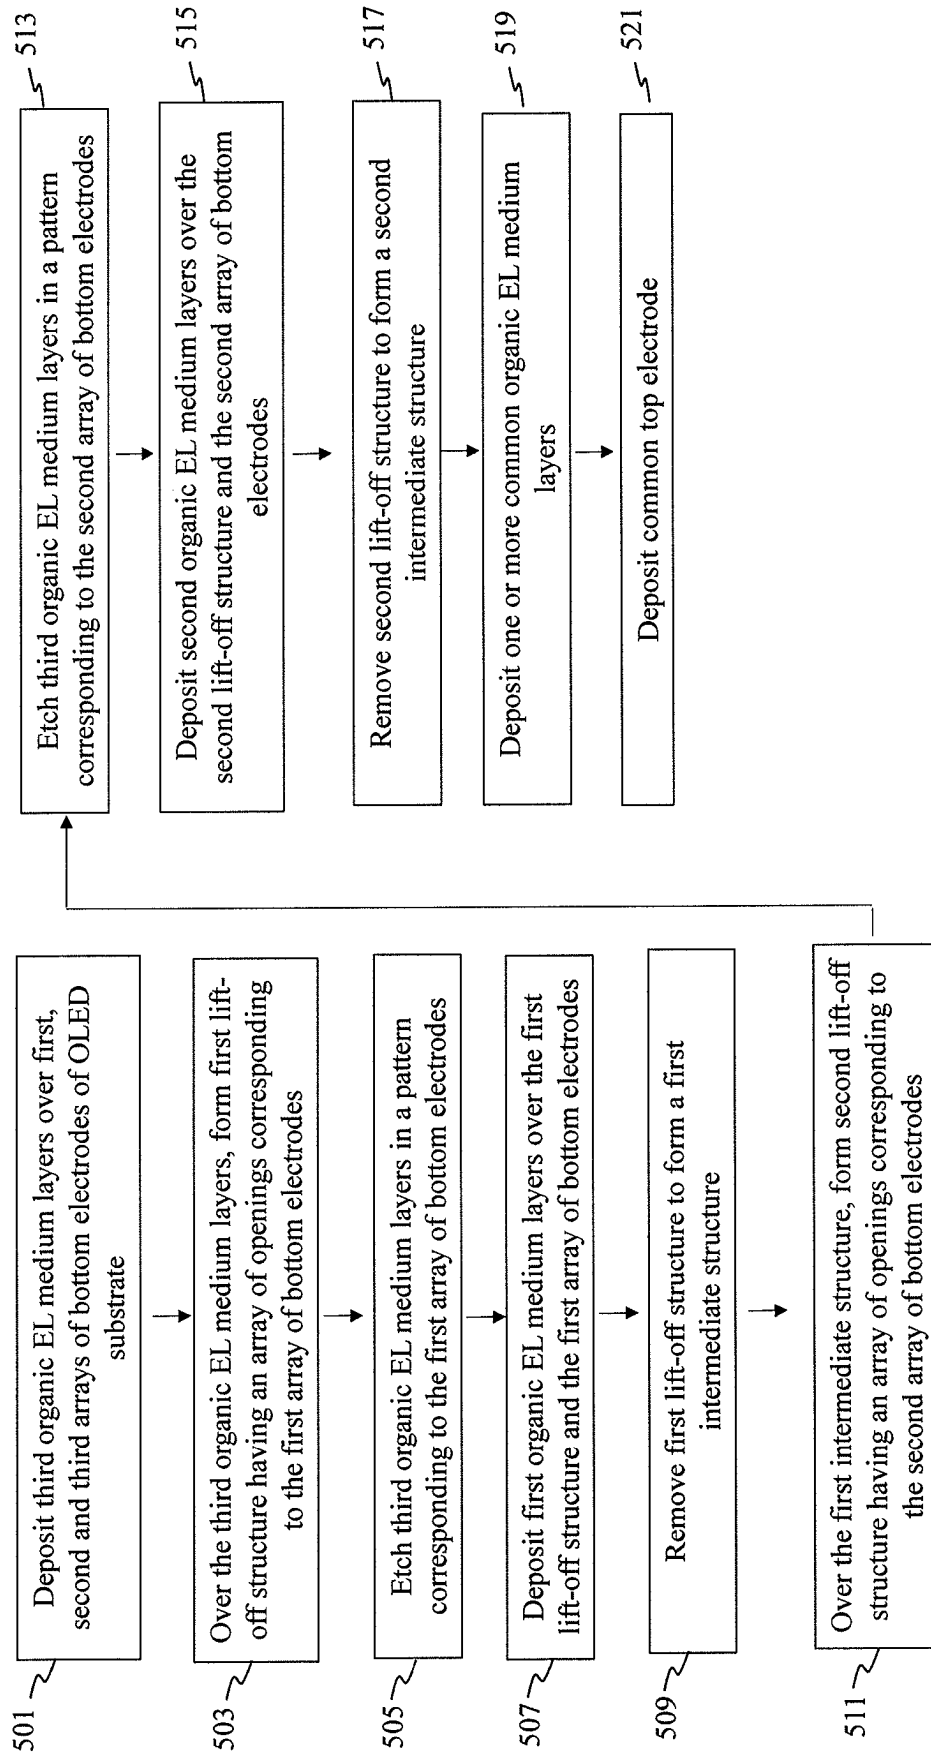 501
Deposit third organic EL medium layers over first,
second and third arrays of bottom electrodes of OLED
substrate
503
Over the third organic EL medium layers, form first lift-
off structure having an array of openings corresponding
to the first array of bottom electrodes
505
Etch third organic EL medium layers in a pattern
corresponding to the first array of bottom electrodes
507
Deposit first organic EL medium layers over the first
lift-off structure and the first array of bottom electrodes
509
Remove first lift-off structure to form a first
intermediate structure
511
Over the first intermediate structure, form second lift-off
structure having an array of openings corresponding to
the second array of bottom electrodes
513
Etch third organic EL medium layers in a pattern
corresponding to the second array of bottom electrodes
515
Deposit second organic EL medium layers over the
second lift-off structure and the second array of bottom
electrodes
517
Remove second lift-off structure to form a second
intermediate structure
519
Deposit one or more common organic EL medium
layers
521
Deposit common top electrode